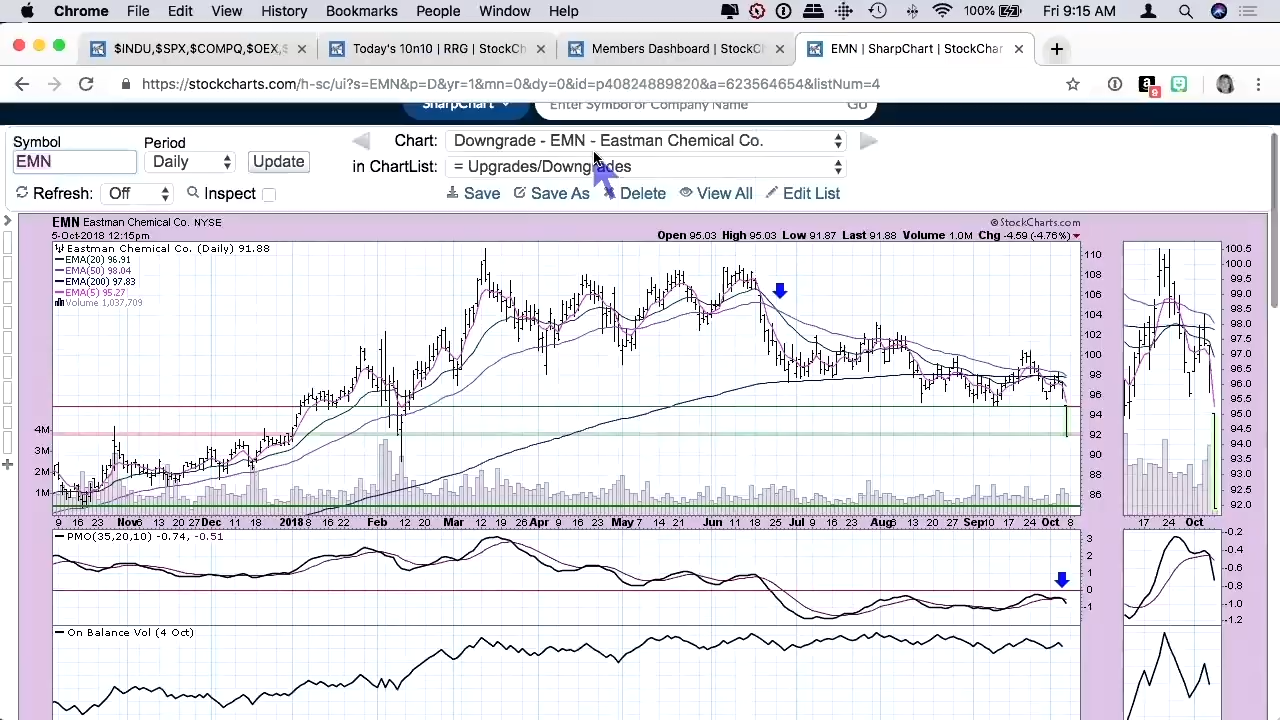 Chrome File Edit View History Bookmarks People Window Help 100% Fri 9:15 AM
$INDU,$SPX,$COMPQ,$OEX,$
Today's 10n10 | RRG | StockCh
Members Dashboard | StockC
EMN | SharpChart | StockChar
https://stockcharts.com/h-sc/ui?s=EMN&p=D&yr=1&mn=0&dy=0&id=p40824889820&a=623564654&listNum=4
9
SharpChart Enter Symbol or Company Name GO
Symbol Period Chart: Downgrade - EMN - Eastman Chemical Co.
EMN Daily Update in ChartList: = Upgrades/Downgrades
Refresh: Off Inspect Save Save As Delete View All Edit List
EMN Eastman Chemical Co. NYSE @StockCharts.com
5-Oct-2018 12:15pm Open 95.03 High 95.03 Low 91.87 Last 91.88 Volume 1.0M Chg -4.59 (-4.76%)
Eastman Chemical Co. (Daily) 91.88
EMA(20) 96.91
EMA(50) 98.04
EMA(200) 97.83
EMA(5) 95.27
Volume 1,037,709
110
108
106
104
102
100
98
96
94
92
90
88
86
4M
3M
2M
1M
100.5
100.0
99.5
99.0
98.5
98.0
97.5
97.0
96.5
96.0
95.5
95.0
94.5
94.0
93.5
93.0
92.5
92.0
9 16 23 Nov 6 13 20 27 Dec 11 18 2018 8 16 22 Feb 12 20 Mar 12 19 26 Apr 9 16 23 May 7 14 21 Jun 11 18 25 Jul 9 16 23 Aug 6 13 20 27 Sep 10 17 24 Oct 8
17 24 Oct
PMO(35,20,10) -0.74, -0.51
3
2
1
0
-1
-0.2
-0.4
-0.6
-0.8
-1.0
-1.2
On Balance Vol (4 Oct)